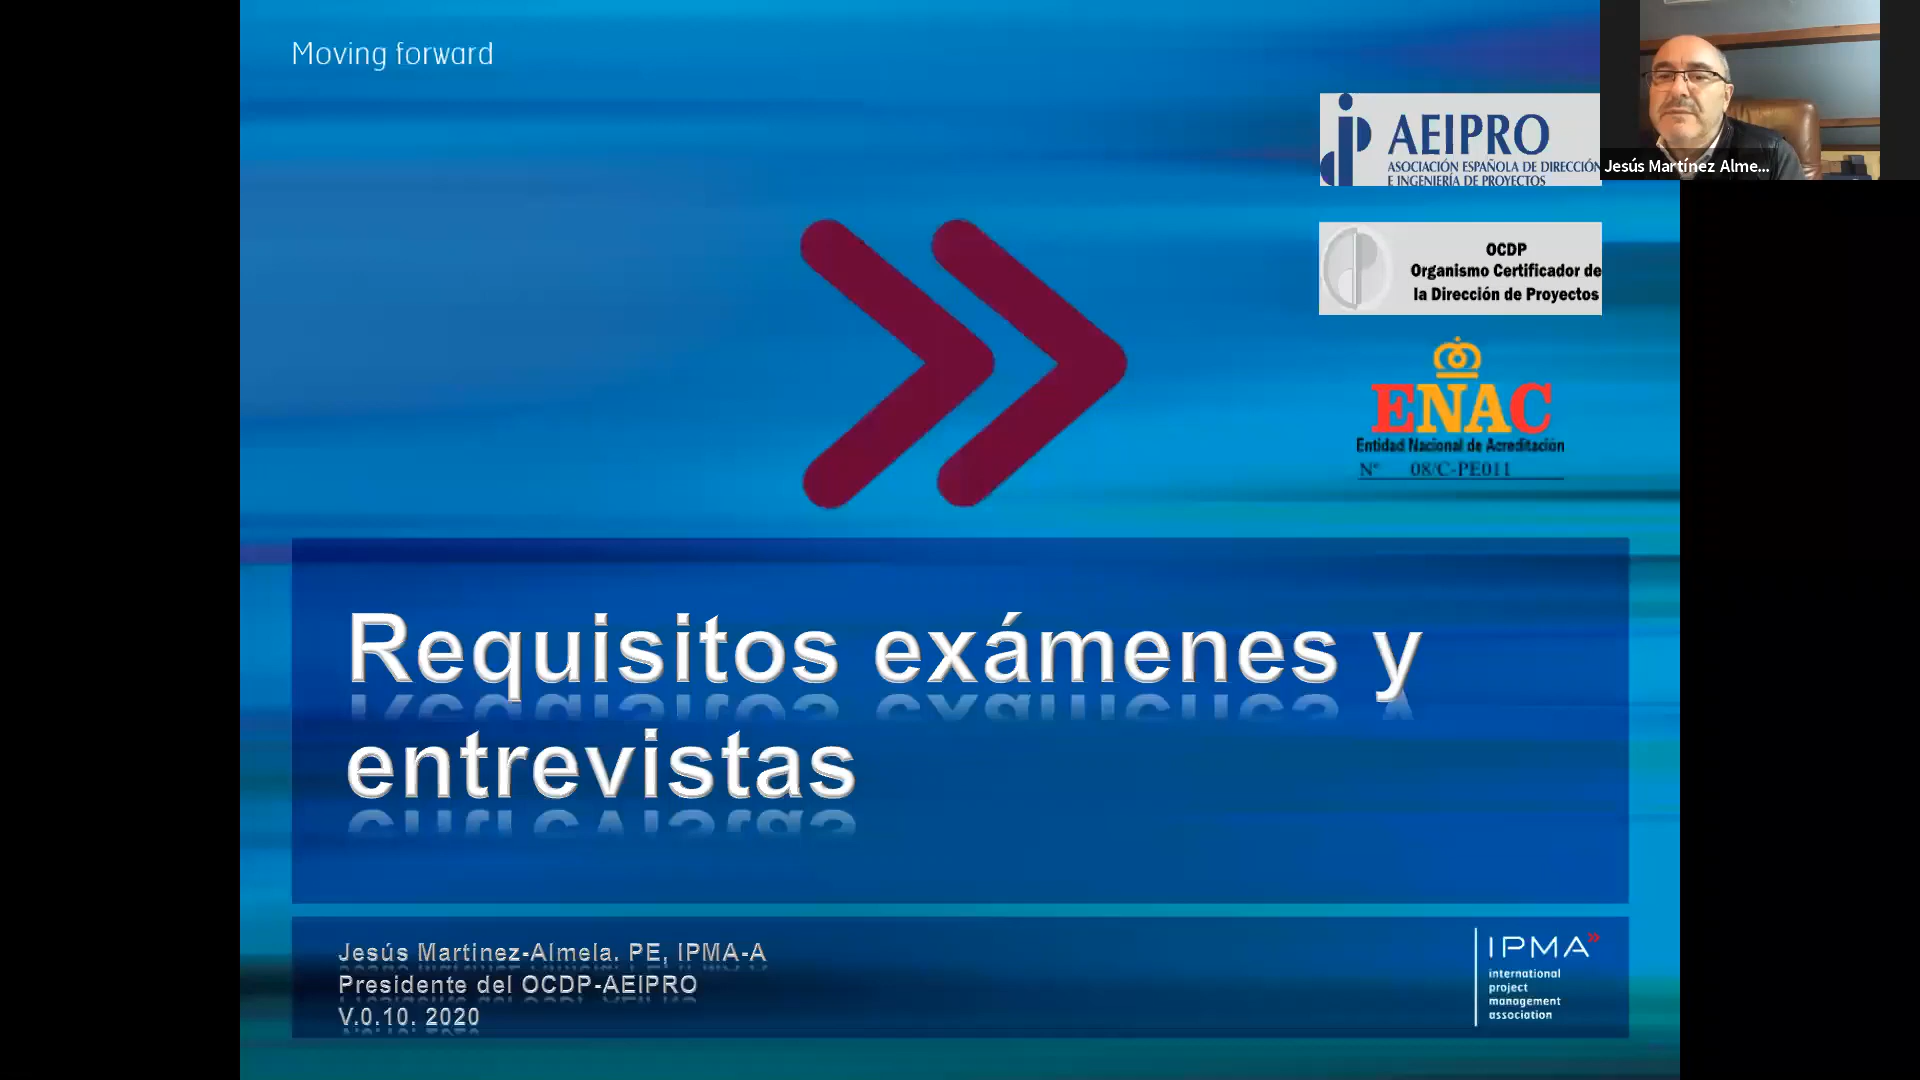 Moving forward
AEIPRO
ASOCIACIÓN ESPAÑOLA DE DIRECCIÓN
E INGENIERÍA DE PROYECTOS
Jesús Martínez Alme...
OCDP
Organismo Certificador de
la Dirección de Proyectos
ENAC
Entidad Nacional de Acreditación
Nº 08/C-PE011
Requisitos exámenes y
entrevistas
Jesús Martinez-Almela. PE, IPMA-A
Presidente del OCDP-AEIPRO
V.0.10. 2020
IPMA
international
project
management
association